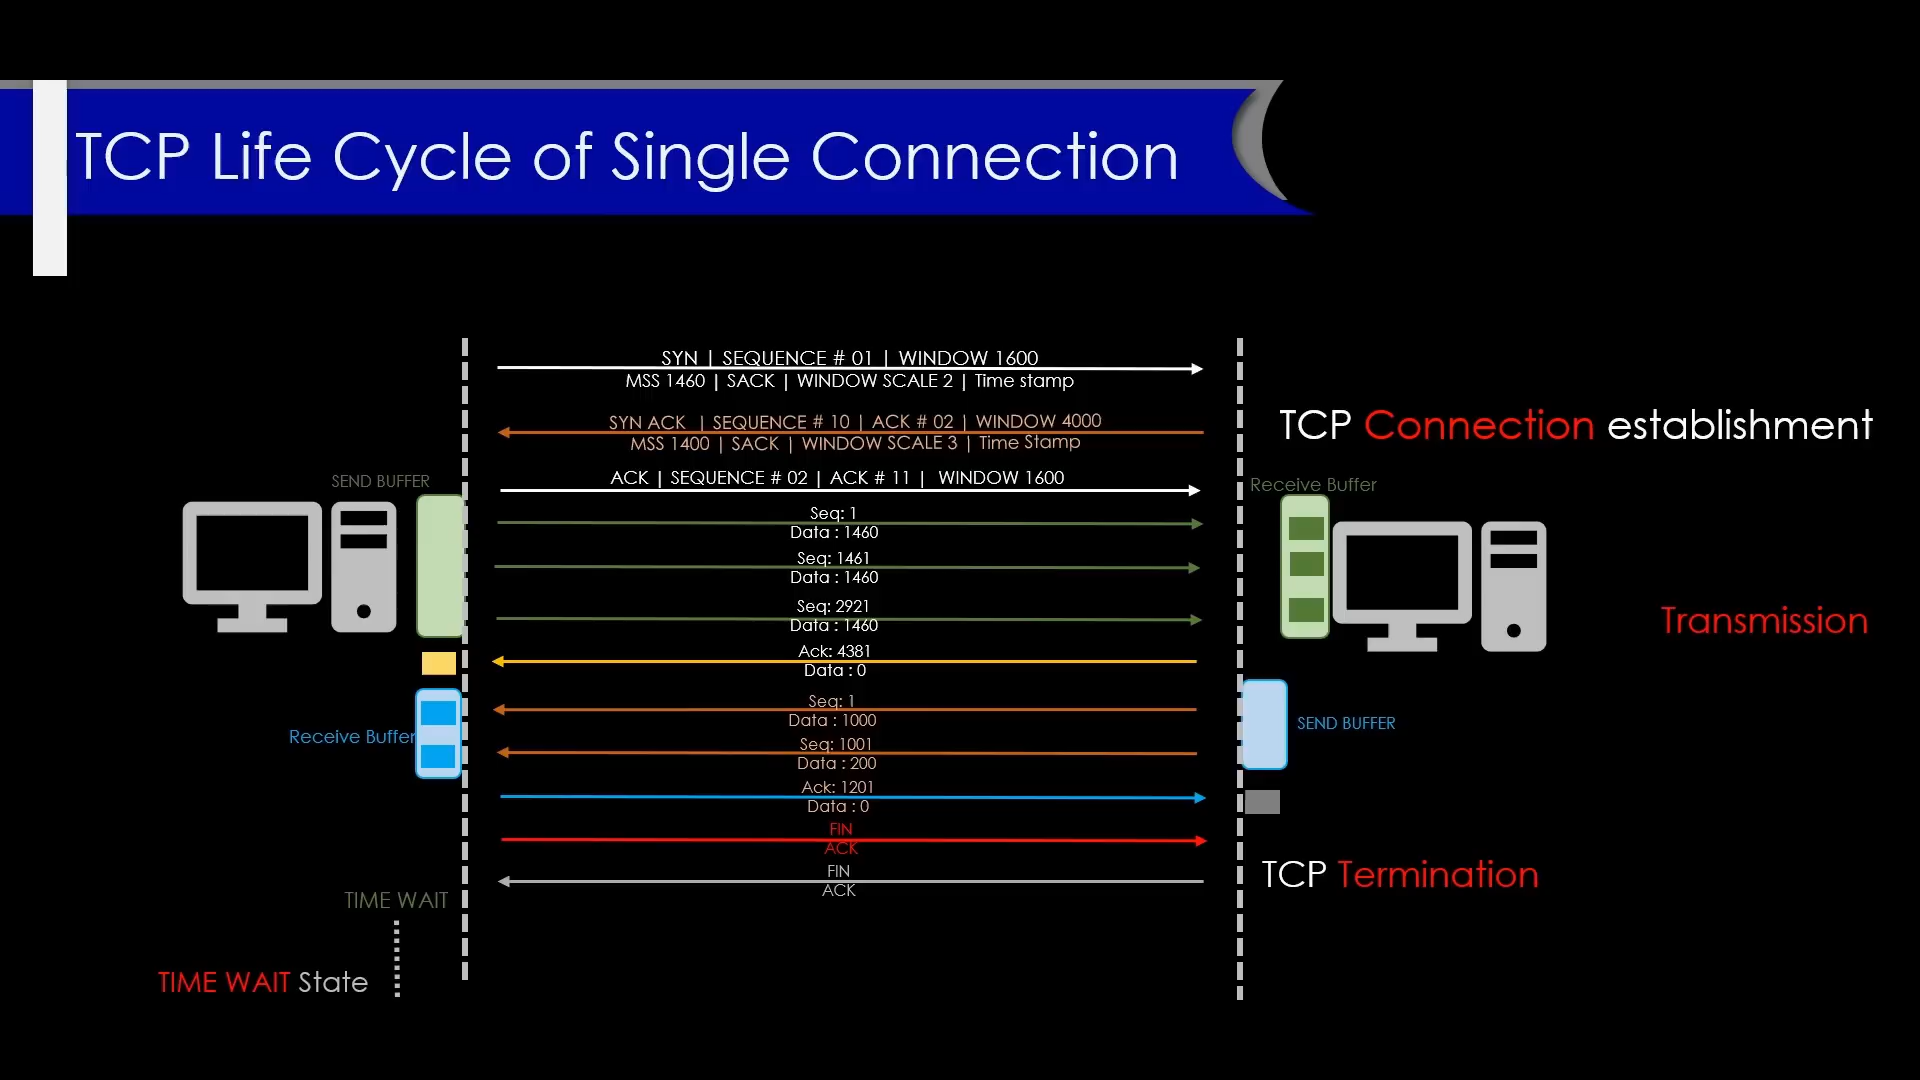 TCP Life Cycle of Single Connection
SYN | SEQUENCE # 01 | WINDOW 1600
MSS 1460 | SACK | WINDOW SCALE 2 | Time stamp
SYN ACK | SEQUENCE # 10 | ACK # 02 | WINDOW 4000
MSS 1400 | SACK | WINDOW SCALE 3 | Time Stamp
TCP Connection establishment
ACK | SEQUENCE # 02 | ACK # 11 | WINDOW 1600
SEND BUFFER
Receive Buffer
Seq: 1
Data : 1460
Seq: 1461
Data : 1460
Seq: 2921
Data : 1460
Transmission
Ack: 4381
Data : 0
Seq: 1
Data : 1000
Receive Buffer
SEND BUFFER
Seq: 1001
Data : 200
Ack: 1201
Data : 0
FIN
ACK
FIN
ACK
TCP Termination
TIME WAIT
TIME WAIT State